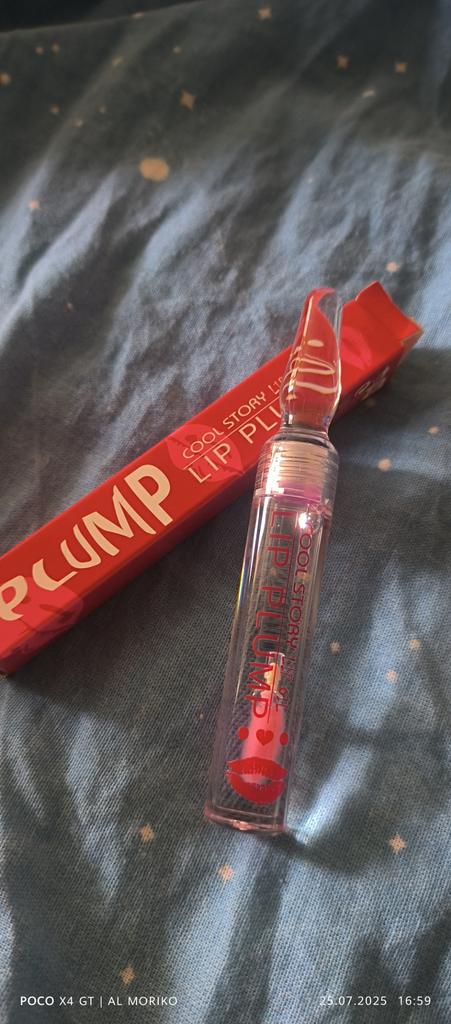 PLUMP
COOL STORY
LIP PLU
COOL STORY
LIP PLUMP
POCO X4 GT | AL MORIKO
25.07.2025 16:59